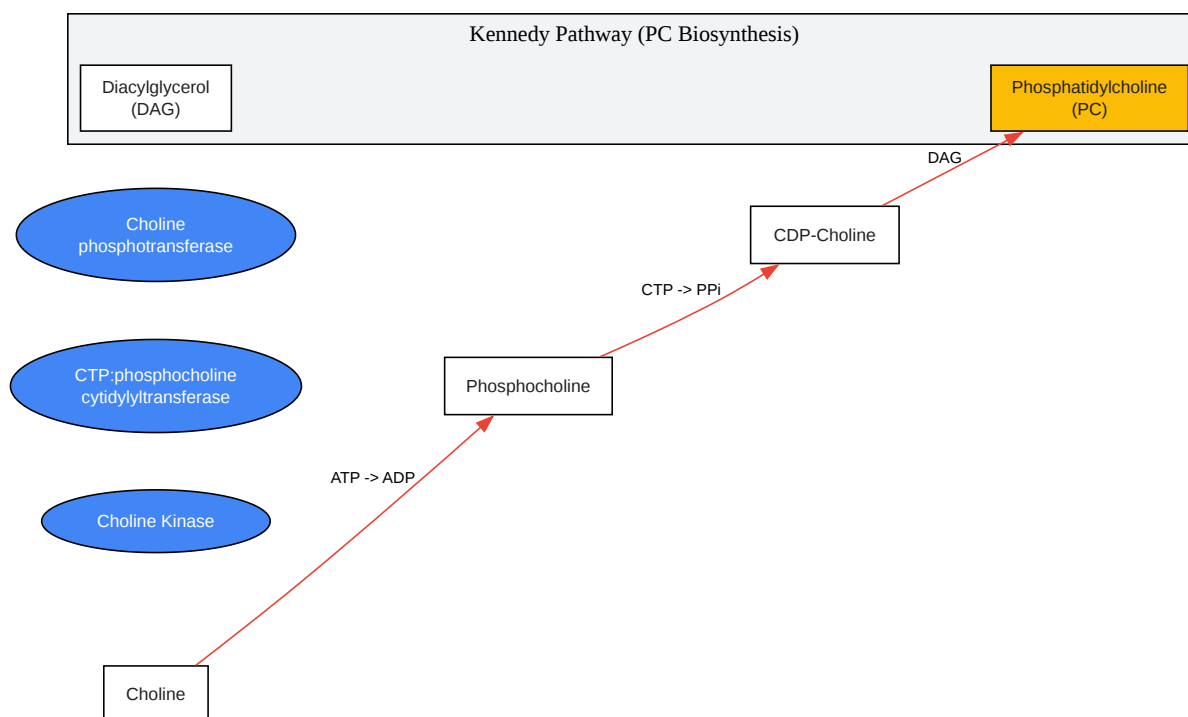 Kennedy Pathway (PC Biosynthesis)
Diacylglycerol
(DAG)
Phosphatidylcholine
(PC)
DAG
Choline
phosphotransferase
CDP-Choline
CTP -> PPi
CTP:phosphocholine
cytidylyltransferase
Phosphocholine
ATP -> ADP
Choline Kinase
Choline